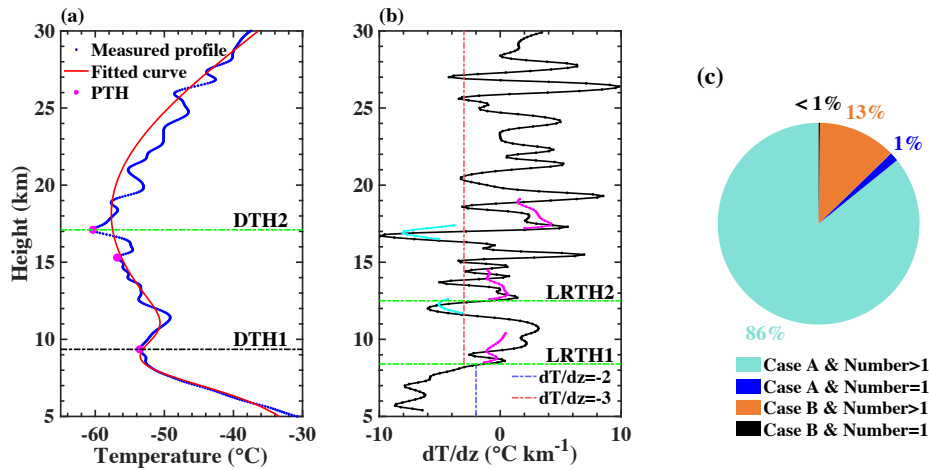 (a)
30
25
20
15
10
5
Height (km)
Measured profile
Fitted curve
PTH
DTH2
DTH1
-60 -50 -40 -30
Temperature (°C)
(b)
LRTH2
LRTH1
dT/dz=-2
dT/dz=-3
-10 -5 0 5 10
dT/dz (°C km⁻¹)
(c)
< 1%
13%
1%
86%
Case A & Number>1
Case A & Number=1
Case B & Number>1
Case B & Number=1